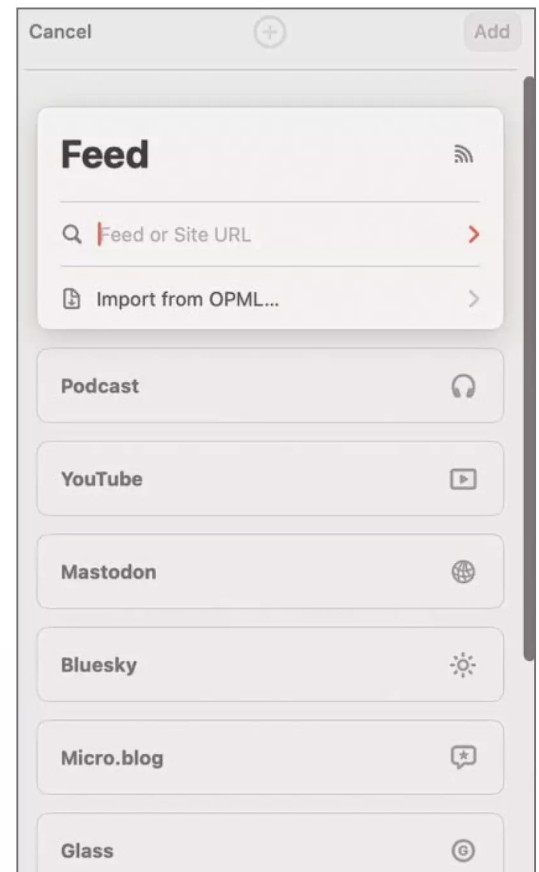 Cancel
Add
Feed
Feed or Site URL
Import from OPML...
Podcast
YouTube
Mastodon
Bluesky
Micro.blog
Glass
G